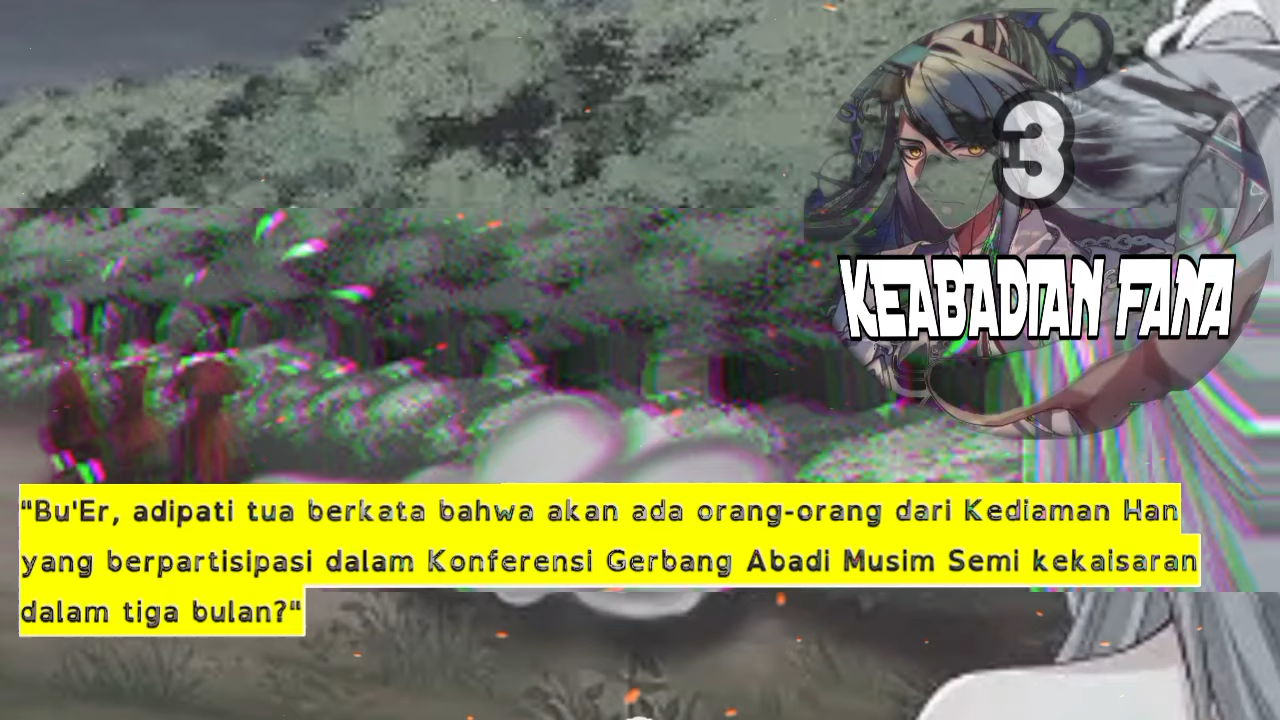 3
KEABADIAN FANA
"Bu'Er, adipati tua berkata bahwa akan ada orang-orang dari Kediaman Han
yang berpartisipasi dalam Konferensi Gerbang Abadi Musim Semi kekaisaran
dalam tiga bulan?"